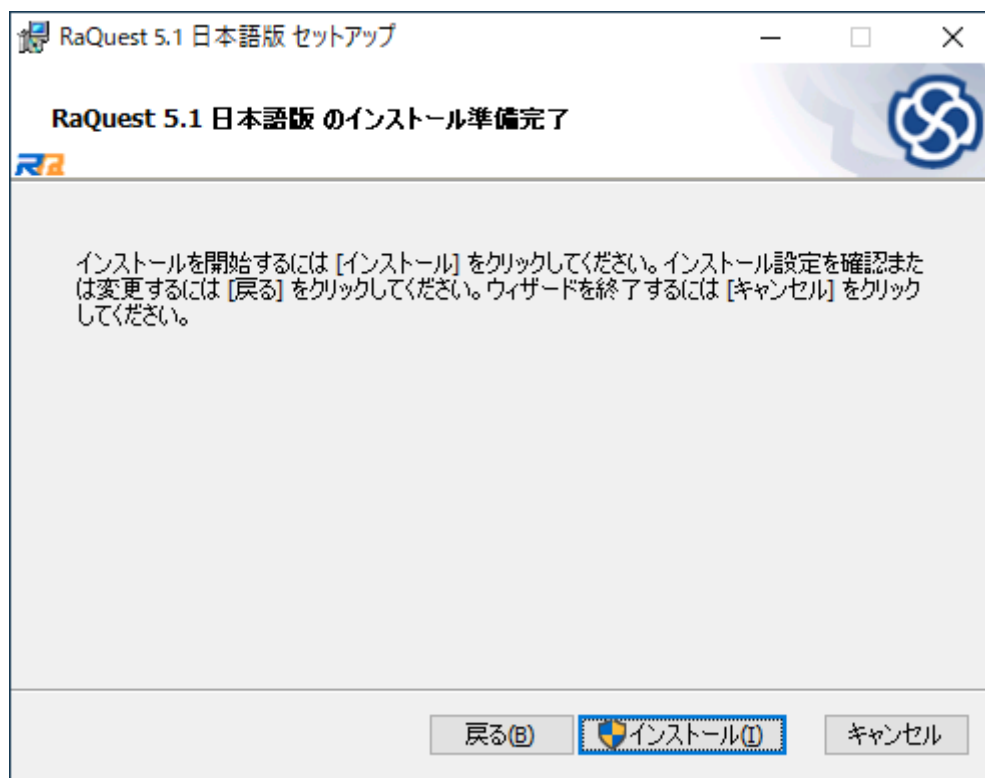 RaQuest 5.1 日本語版 セットアップ
RaQuest 5.1 日本語版 のインストール準備完了
Ra
インストールを開始するには [インストール] をクリックしてください。インストール設定を確認また
は変更するには [戻る] をクリックしてください。ウィザードを終了するには [キャンセル] をクリック
してください。
戻る(B) インストール(I) キャンセル